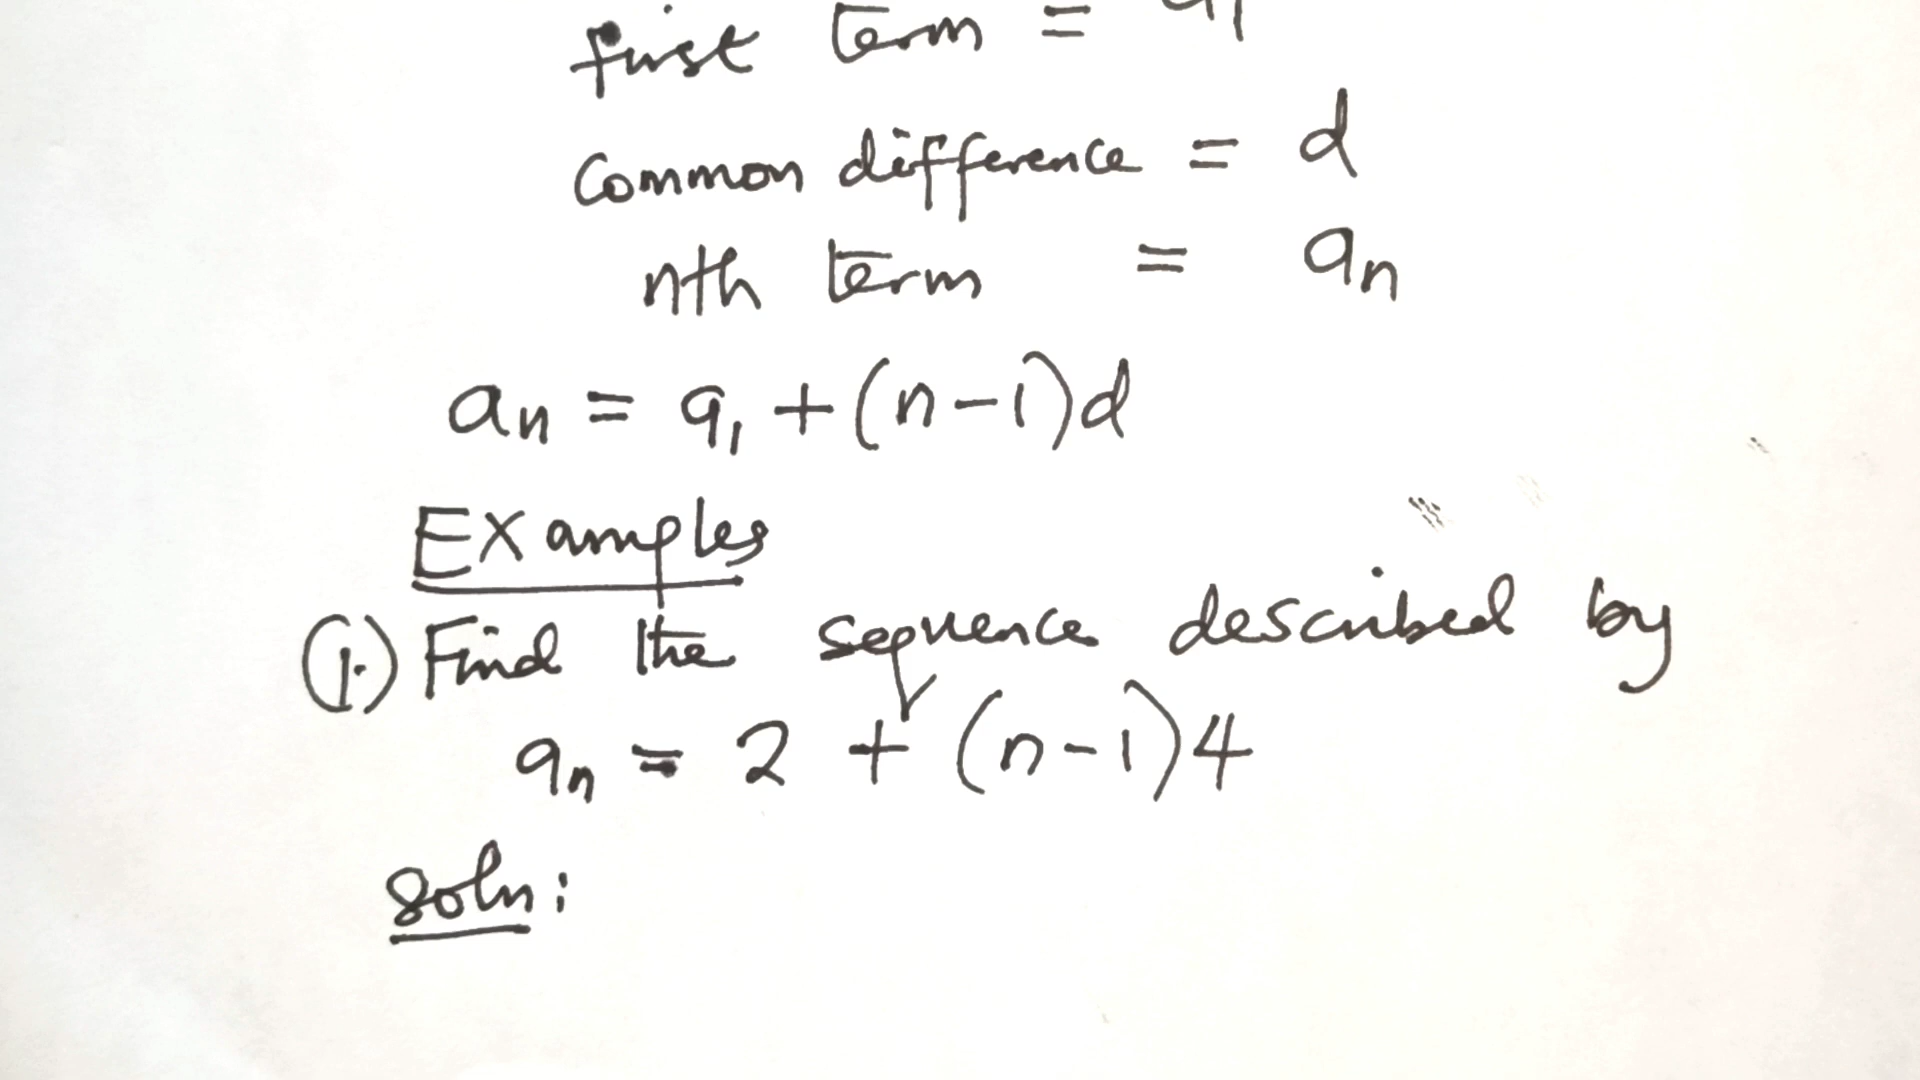 first term = a1
common difference = d
nth term = an
an = a1 + (n-1)d
Examples
(1.) Find the sequence described by
an = 2 + (n-1)4
soln: